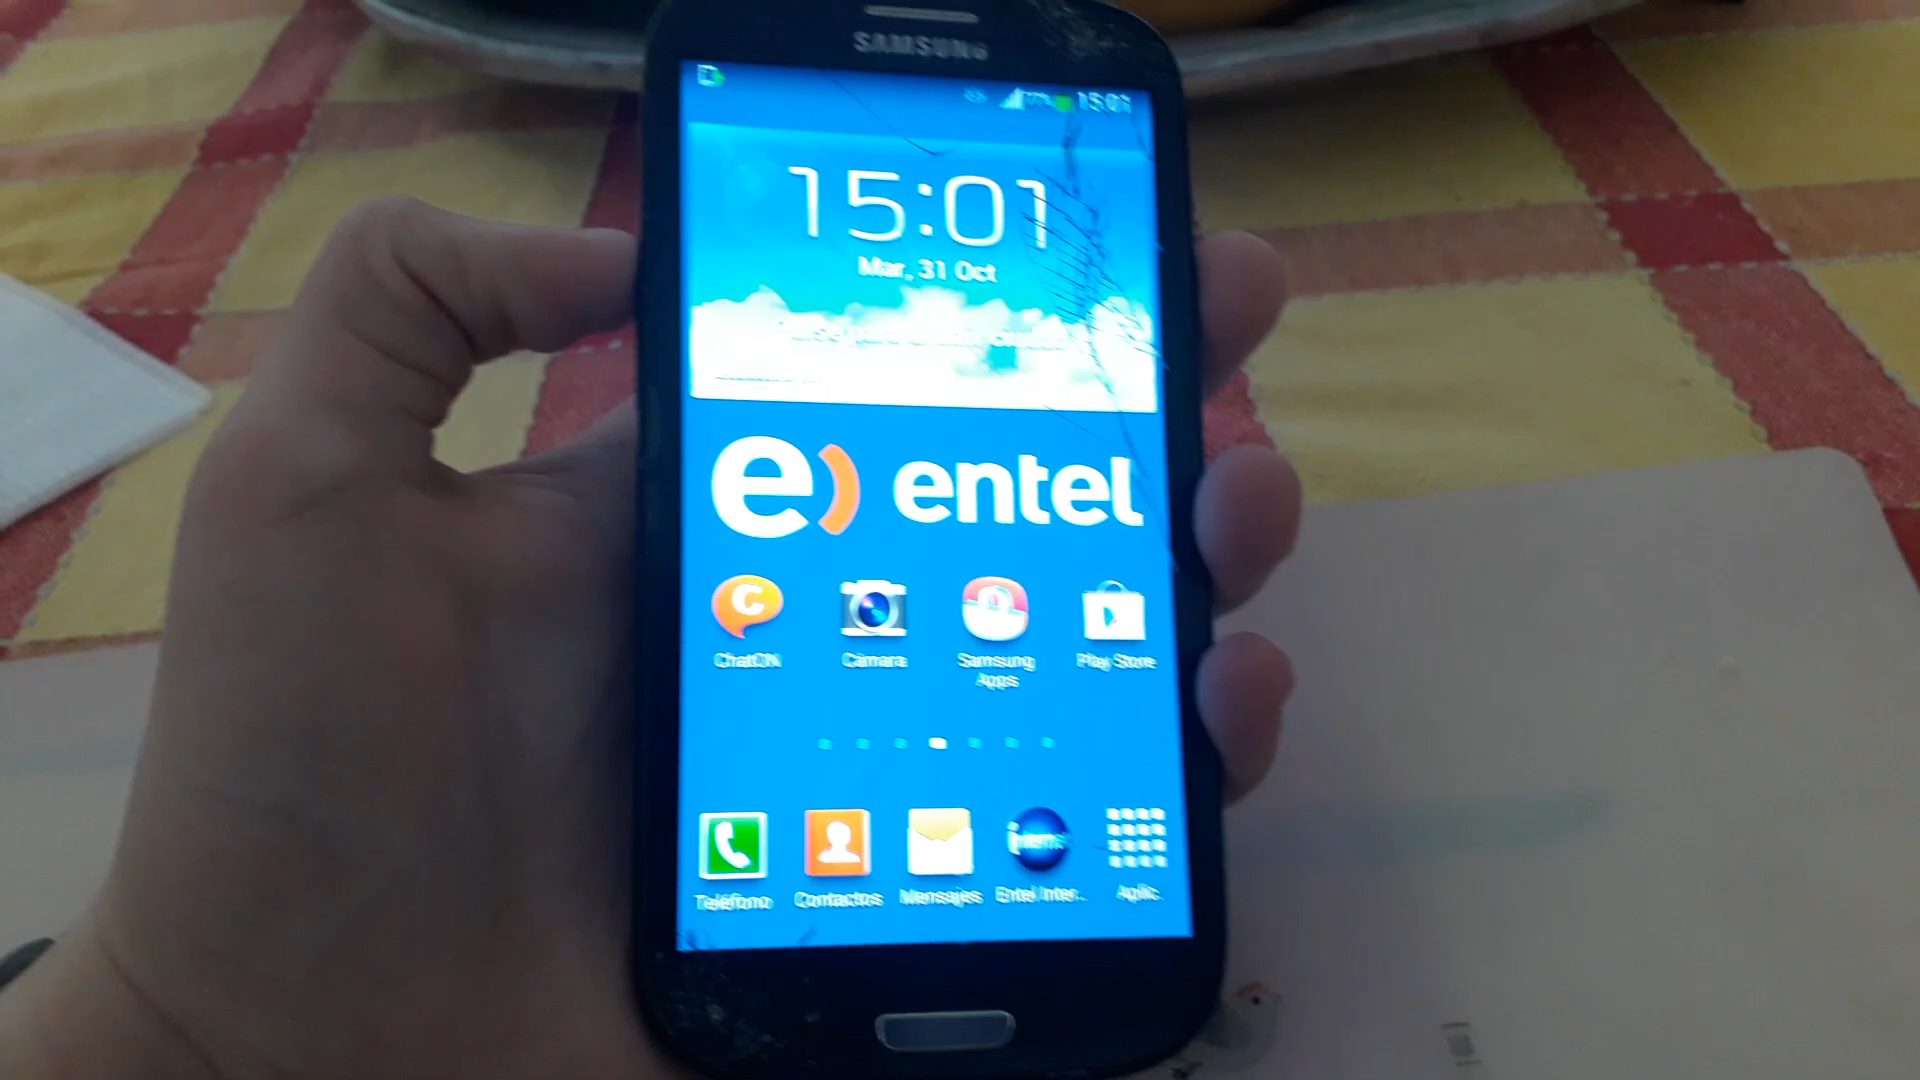 SAMSUNG
77% 15:01
15:01
Mar, 31 Oct
e) entel
ChatON Cámara Samsung Apps Play Store
Teléfono Contactos Mensajes Entel Inter.. Aplic.